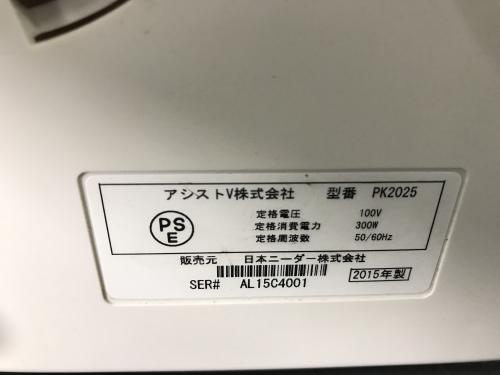 アシストV株式会社 型番 PK2025
PS
E
定格電圧 100V
定格消費電力 300W
定格周波数 50/60Hz
販売元 日本ニーダー株式会社
SER# AL15C4001 2015年製